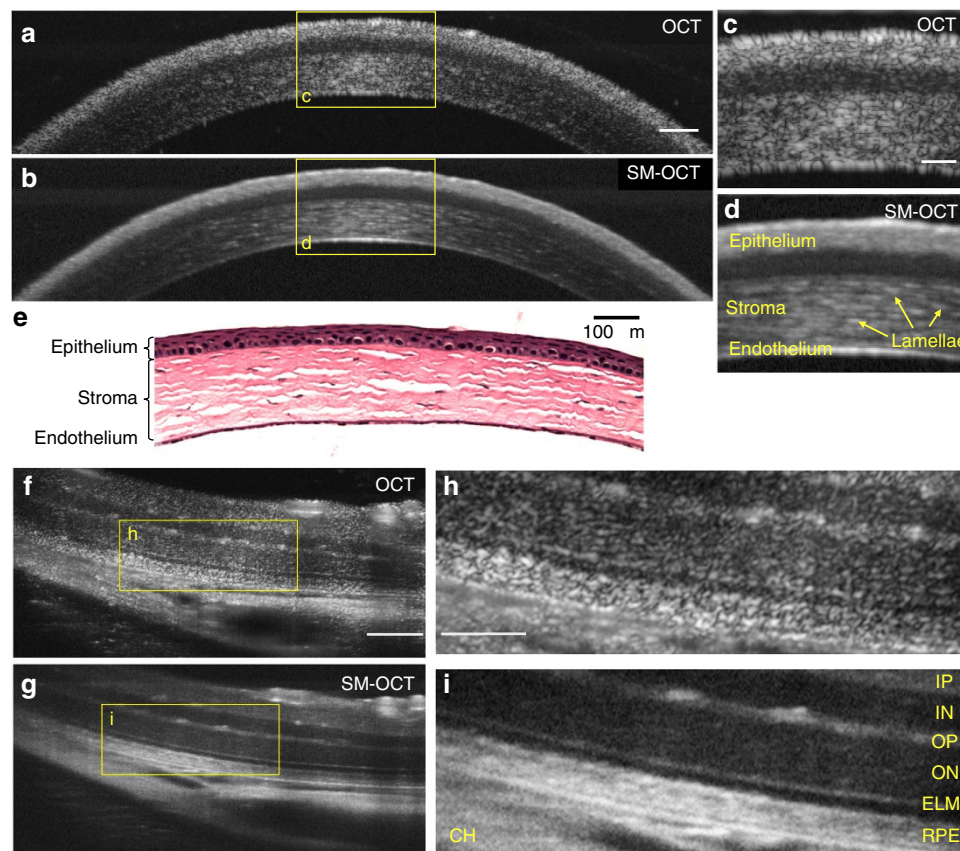 a
OCT
c
b
SM-OCT
d
c
OCT
d
SM-OCT
Epithelium
Stroma
Lamellae
Endothelium
e
100 m
Epithelium
Stroma
Endothelium
f
OCT
h
g
SM-OCT
i
h
i
IP
IN
OP
ON
ELM
RPE
CH